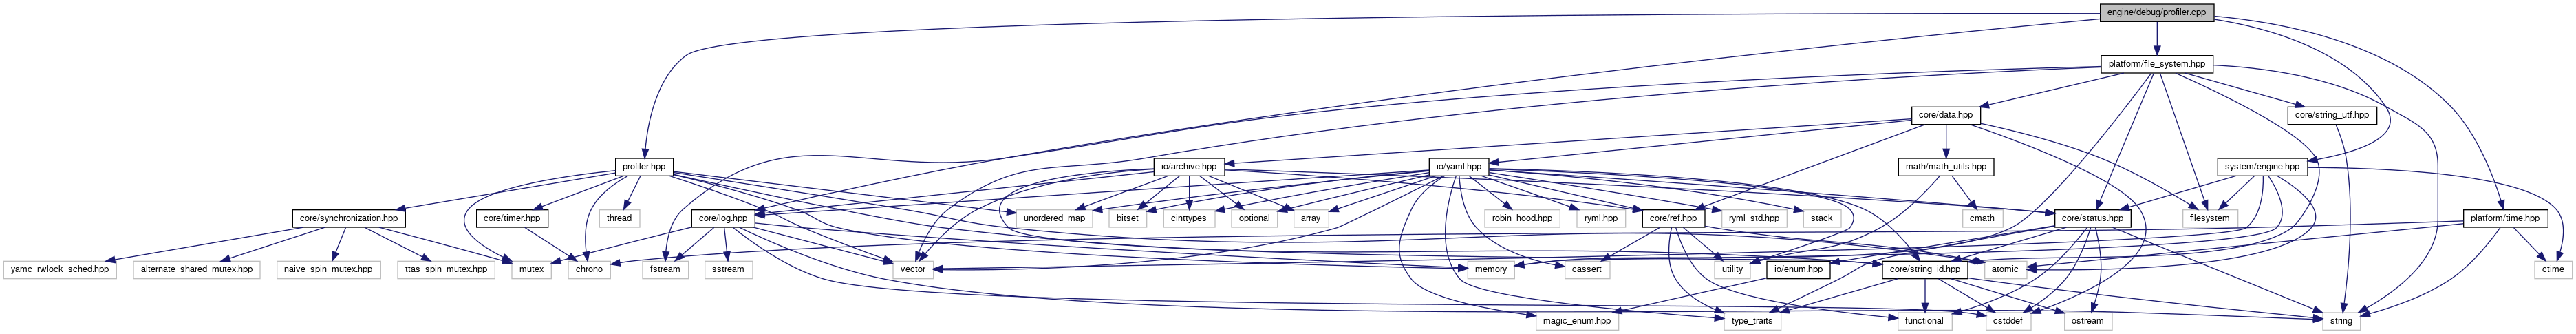 engine/debug/profiler.cpp
platform/file_system.hpp
core/data.hpp
core/string_utf.hpp
profiler.hpp
io/archive.hpp
io/yaml.hpp
math/math_utils.hpp
system/engine.hpp
core/synchronization.hpp
core/timer.hpp
thread
core/log.hpp
unordered_map
bitset
cinttypes
optional
array
robin_hood.hpp
ryml.hpp
core/ref.hpp
ryml_std.hpp
stack
cmath
core/status.hpp
filesystem
platform/time.hpp
yamc_rwlock_sched.hpp
alternate_shared_mutex.hpp
naive_spin_mutex.hpp
ttas_spin_mutex.hpp
mutex
chrono
fstream
sstream
vector
memory
cassert
utility
io/enum.hpp
core/string_id.hpp
atomic
ctime
magic_enum.hpp
type_traits
functional
cstddef
ostream
string